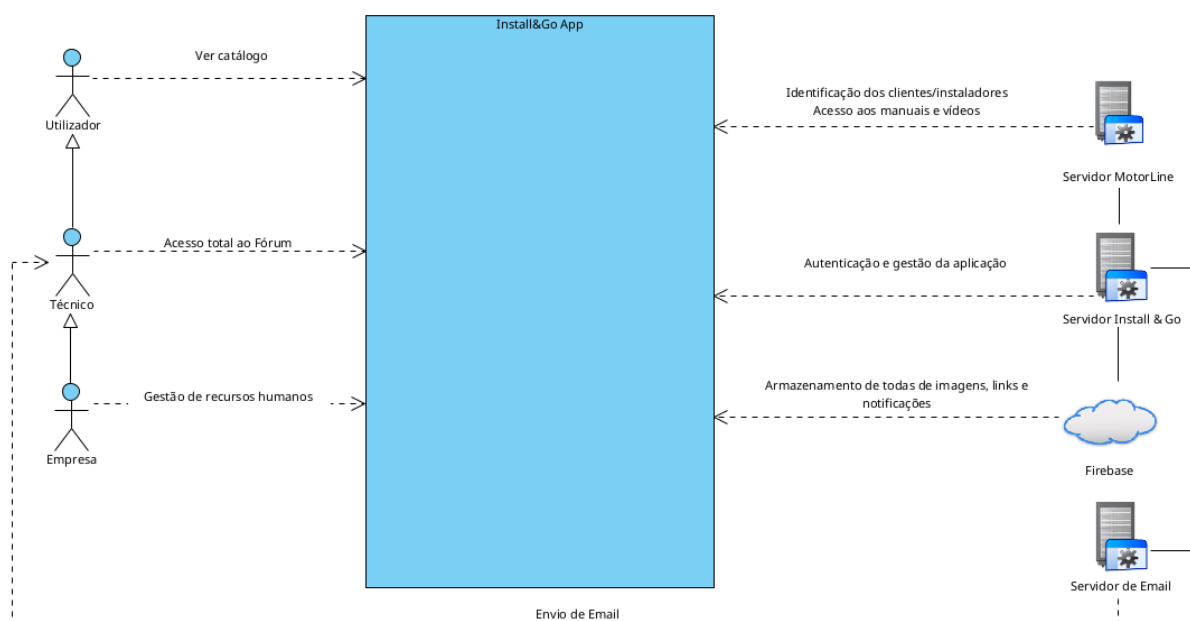 Install&Go App
Ver catálogo
Utilizador
Identificação dos clientes/instaladores
Acesso aos manuais e vídeos
Servidor MotorLine
Acesso total ao Fórum
Técnico
Autenticação e gestão da aplicação
Servidor Install & Go
Gestão de recursos humanos
Empresa
Armazenamento de todas de imagens, links e
notificações
Firebase
Servidor de Email
Envio de Email